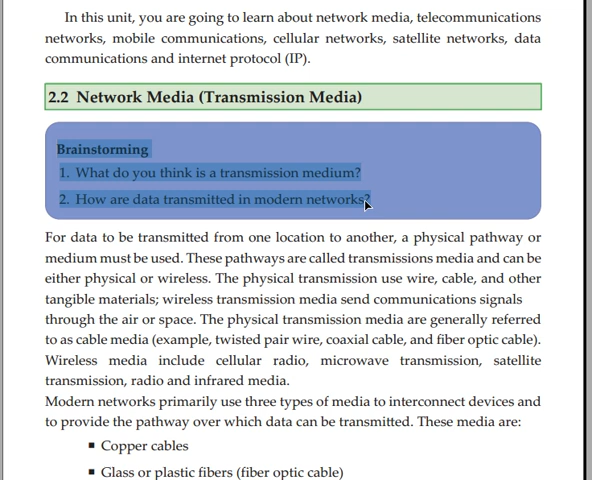 In this unit, you are going to learn about network media, telecommunications
networks, mobile communications, cellular networks, satellite networks, data
communications and internet protocol (IP).
2.2 Network Media (Transmission Media)
Brainstorming
1. What do you think is a transmission medium?
2. How are data transmitted in modern networks?
For data to be transmitted from one location to another, a physical pathway or
medium must be used. These pathways are called transmissions media and can be
either physical or wireless. The physical transmission use wire, cable, and other
tangible materials; wireless transmission media send communications signals
through the air or space. The physical transmission media are generally referred
to as cable media (example, twisted pair wire, coaxial cable, and fiber optic cable).
Wireless media include cellular radio, microwave transmission, satellite
transmission, radio and infrared media.
Modern networks primarily use three types of media to interconnect devices and
to provide the pathway over which data can be transmitted. These media are:
▪ Copper cables
▪ Glass or plastic fibers (fiber optic cable)